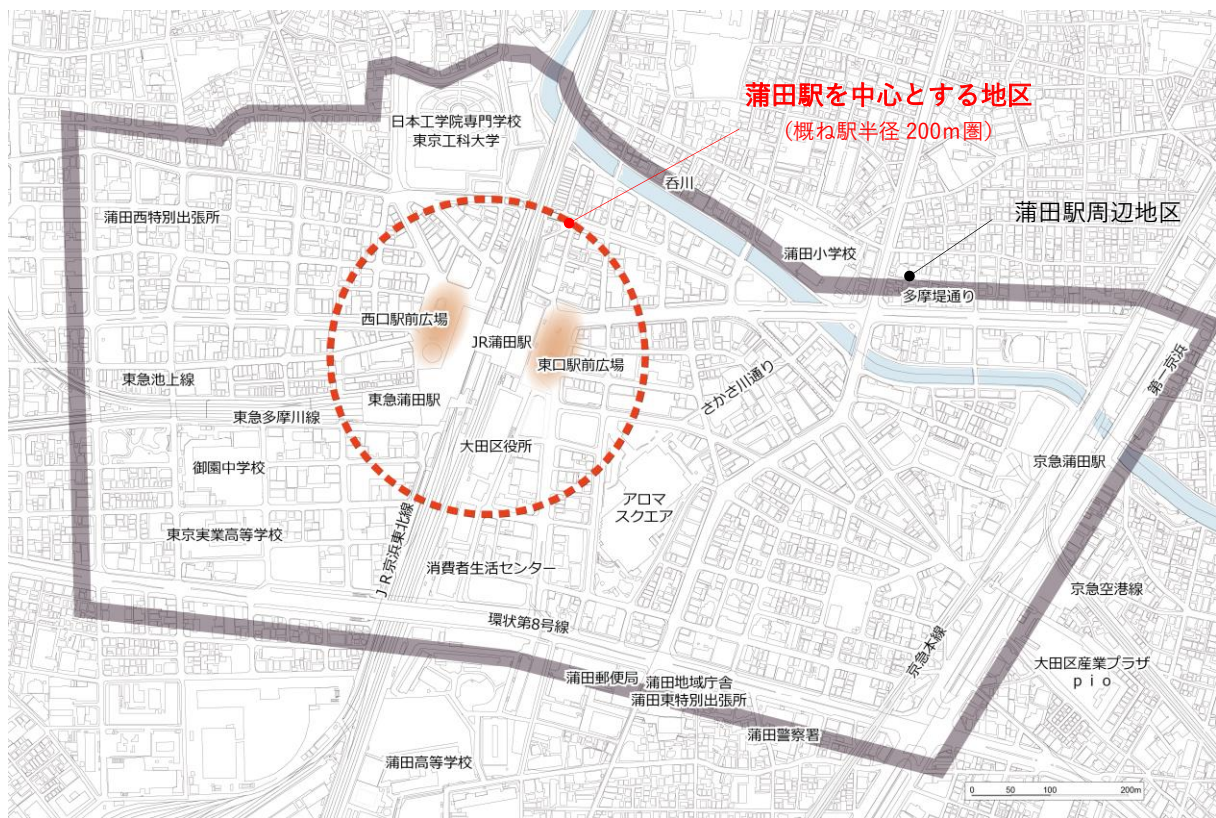 蒲田駅を中心とする地区
(概ね駅半径 200m圏)
日本工学院専門学校
東京工科大学
呑川
蒲田駅周辺地区
蒲田西特別出張所
蒲田小学校
多摩堤通り
西口駅前広場
JR蒲田駅
東口駅前広場
第一京浜
東急池上線
東急蒲田駅
さかさ川通り
東急多摩川線
大田区役所
御園中学校
京急蒲田駅
アロマ
スクエア
東京実業高等学校
JR京浜東北線
消費者生活センター
京急空港線
環状第8号線
京急本線
大田区産業プラザ
pio
蒲田郵便局
蒲田地域庁舎
蒲田東特別出張所
蒲田警察署
蒲田高等学校
0 50 100 200m